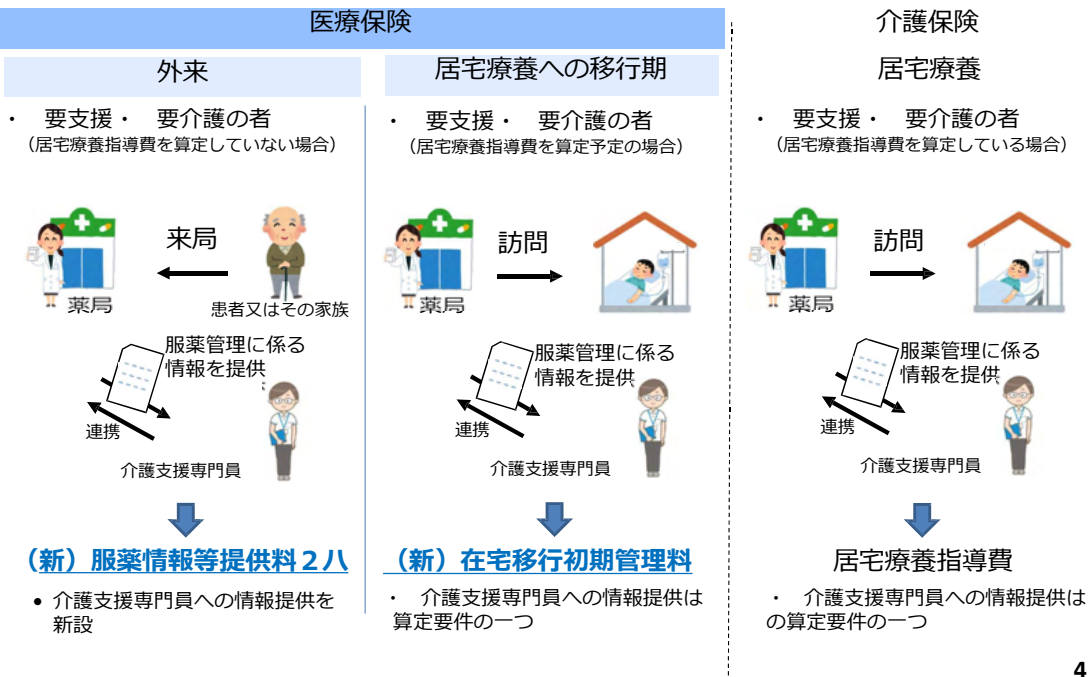 医療保険
外来
・　要支援・　要介護の者
（居宅療養指導費を算定していない場合）
来局
薬局
患者又はその家族
服薬管理に係る
情報を提供
連携
介護支援専門員
（新）服薬情報等提供料２ハ
• 介護支援専門員への情報提供を
新設
居宅療養への移行期
・　要支援・　要介護の者
（居宅療養指導費を算定予定の場合）
訪問
薬局
服薬管理に係る
情報を提供
連携
介護支援専門員
（新）在宅移行初期管理料
・　介護支援専門員への情報提供は
算定要件の一つ
介護保険
居宅療養
・　要支援・　要介護の者
（居宅療養指導費を算定している場合）
訪問
薬局
服薬管理に係る
情報を提供
連携
介護支援専門員
居宅療養指導費
・　介護支援専門員への情報提供は
の算定要件の一つ
4